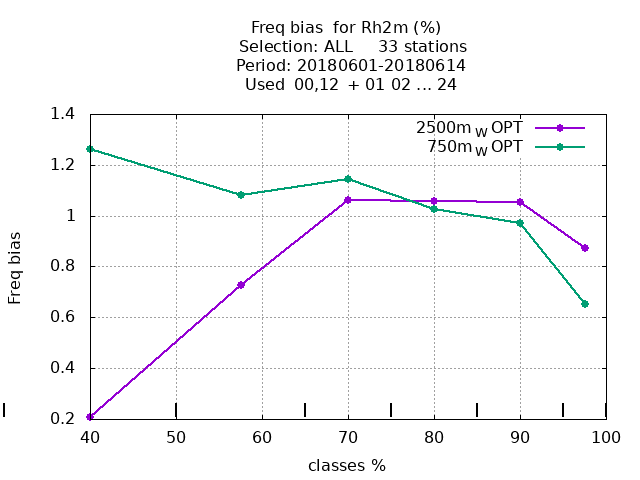 Freq bias  for Rh2m (%)
Selection: ALL     33 stations
Period: 20180601-20180614
Used  00,12  + 01 02 ... 24
2500m W OPT
750m W OPT
1.4
1.2
1
0.8
0.6
0.4
0.2
Freq bias
40 50 60 70 80 90 100
classes %